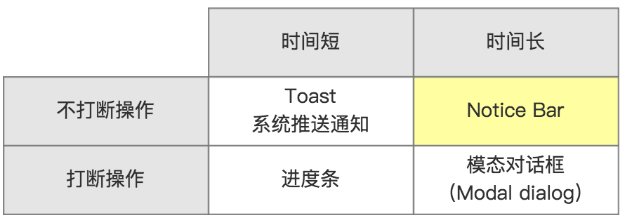 时间短
时间长
不打断操作
Toast
系统推送通知
Notice Bar
打断操作
进度条
模态对话框
（Modal dialog）